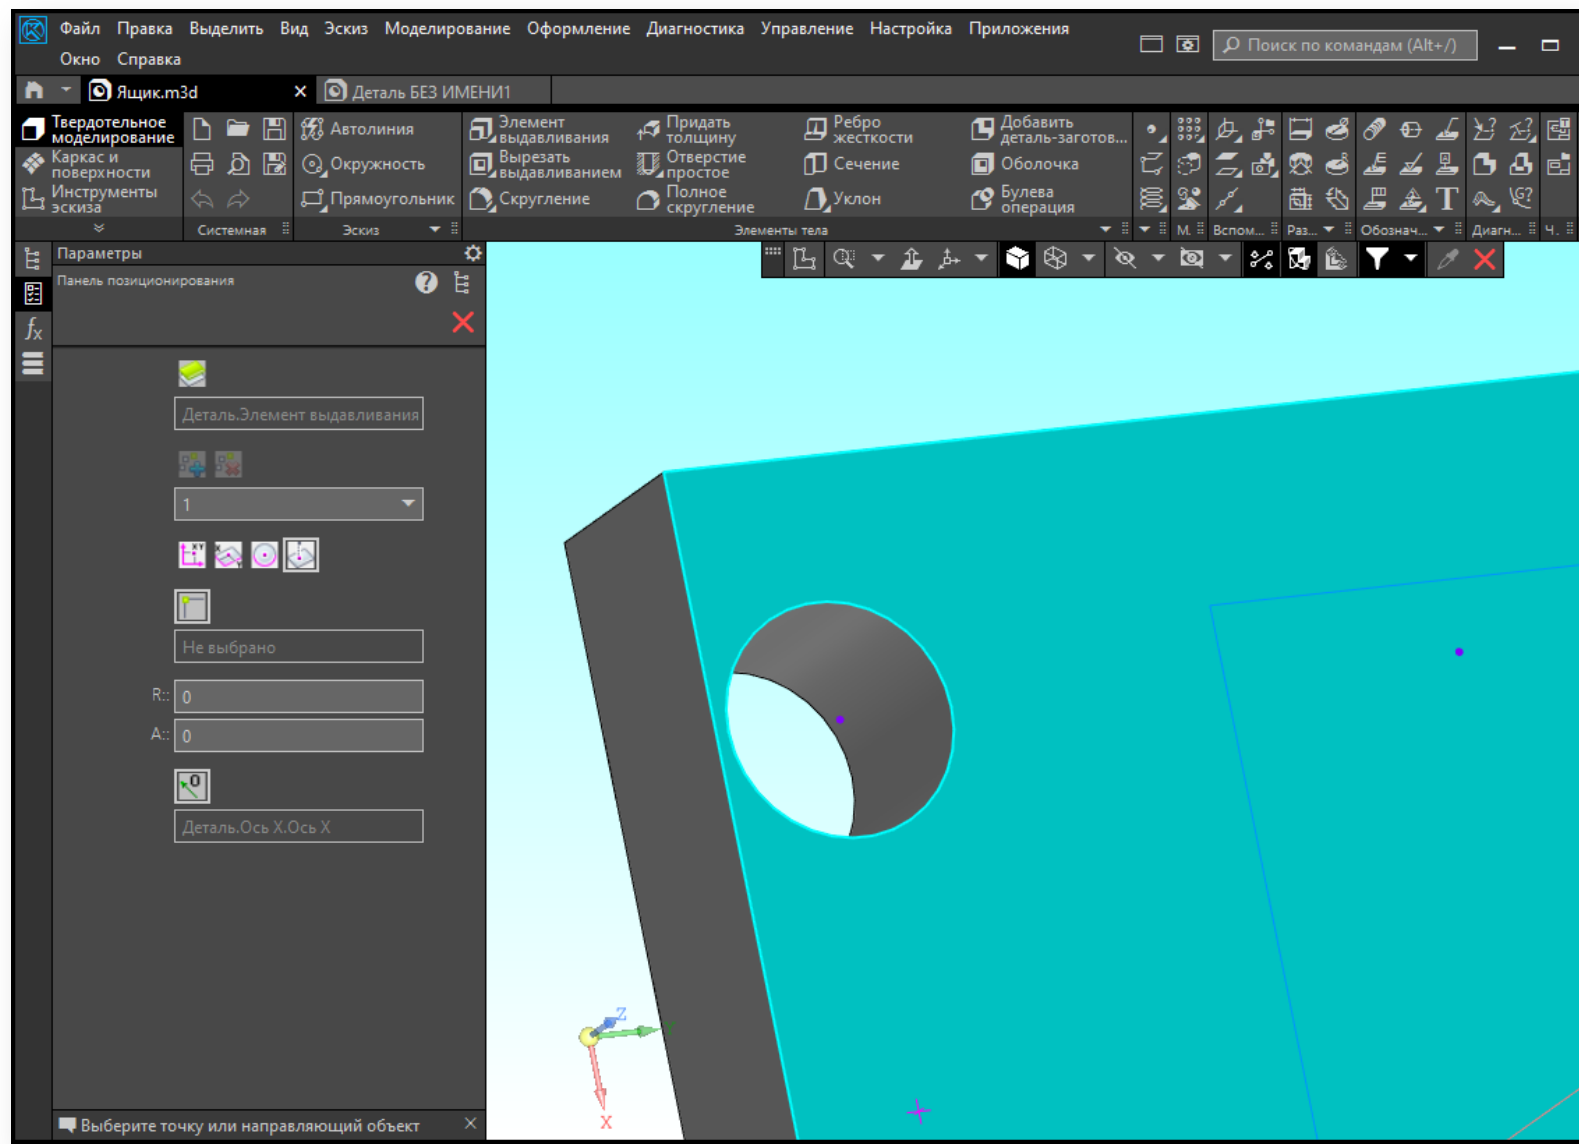 Файл Правка Выделить Вид Эскиз Моделирование Оформление Диагностика Управление Настройка Приложения
Окно Справка
Поиск по командам (Alt+/)
Ящик.m3d
Деталь БЕЗ ИМЕНИ1
Твердотельное
моделирование
Каркас и
поверхности
Инструменты
эскиза
Системная
Автолиния
Окружность
Прямоугольник
Эскиз
Элемент
выдавливания
Вырезать
выдавливанием
Скругление
Придать
толщину
Отверстие
простое
Полное
скругление
Ребро
жесткости
Сечение
Уклон
Добавить
деталь-заготов...
Оболочка
Булева
операция
Элементы тела
М.
Вспом...
Раз...
Обознач...
Диагн...
Ч.
Параметры
Панель позиционирования
Деталь.Элемент выдавливания
1
Не выбрано
R:: 0
A:: 0
Деталь.Ось X.Ось X
Выберите точку или направляющий объект
Z
Y
X